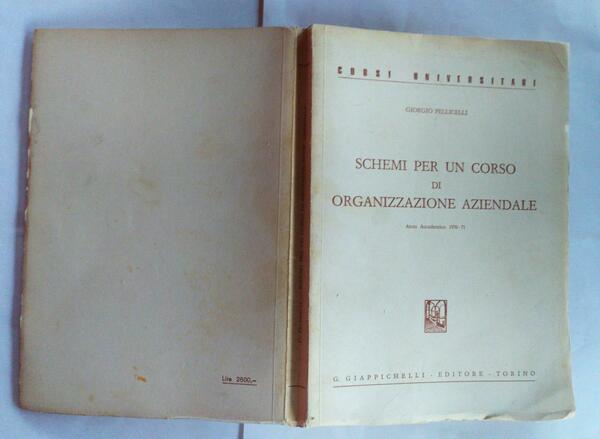 CORSI UNIVERSITARI
GIORGIO PELLICELLI
SCHEMI PER UN CORSO
DI
ORGANIZZAZIONE AZIENDALE
Anno Accademico 1970-71
G. GIAPPICHELLI - EDITORE - TORINO
Lire 2600,-